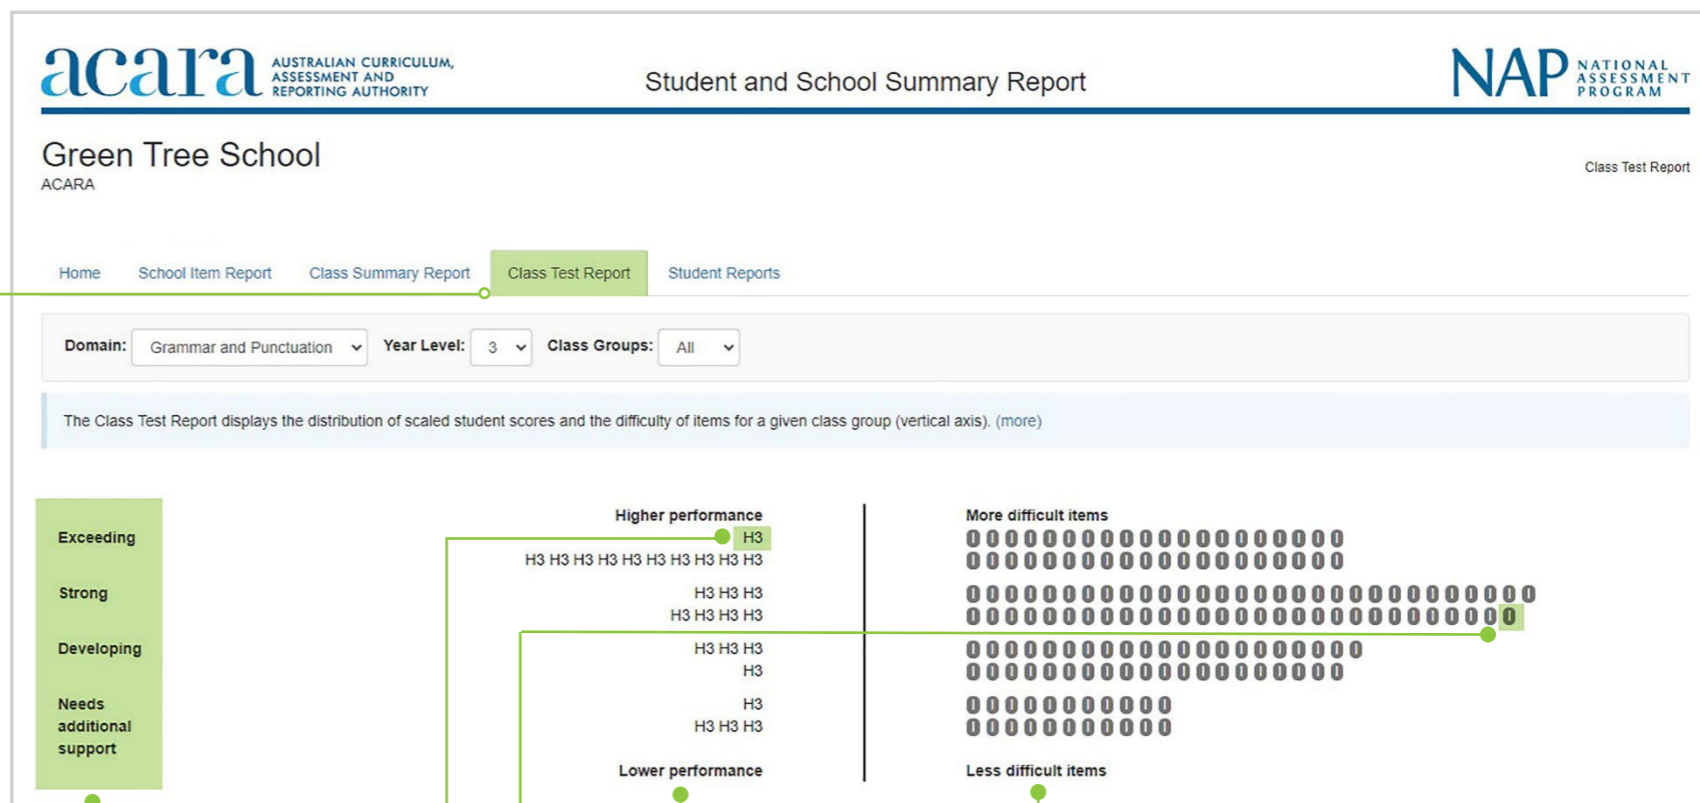 acara AUSTRALIAN CURRICULUM,
ASSESSMENT AND
REPORTING AUTHORITY
Student and School Summary Report
NAP NATIONAL
ASSESSMENT
PROGRAM
Green Tree School
ACARA
Class Test Report
Home School Item Report Class Summary Report Class Test Report Student Reports
Domain: Grammar and Punctuation Year Level: 3 Class Groups: All
The Class Test Report displays the distribution of scaled student scores and the difficulty of items for a given class group (vertical axis). (more)
Higher performance More difficult items
Exceeding H3 I I I I I I I I I I I I I I I I I I I I
H3 H3 H3 H3 H3 H3 H3 H3 H3 H3 I I I I I I I I I I I I I I I I I I I I
Strong H3 H3 H3 I I I I I I I I I I I I I I I I I I I I I I I I I I I I I I
H3 H3 H3 H3 I I I I I I I I I I I I I I I I I I I I I I I I I I I I I
Developing H3 H3 H3 I I I I I I I I I I I I I I I I I I I I I
H3 I I I I I I I I I I I I I I I I I I I I
Needs H3 I I I I I I I I I I I
additional H3 H3 H3 I I I I I I I I I I I
support
Lower performance Less difficult items